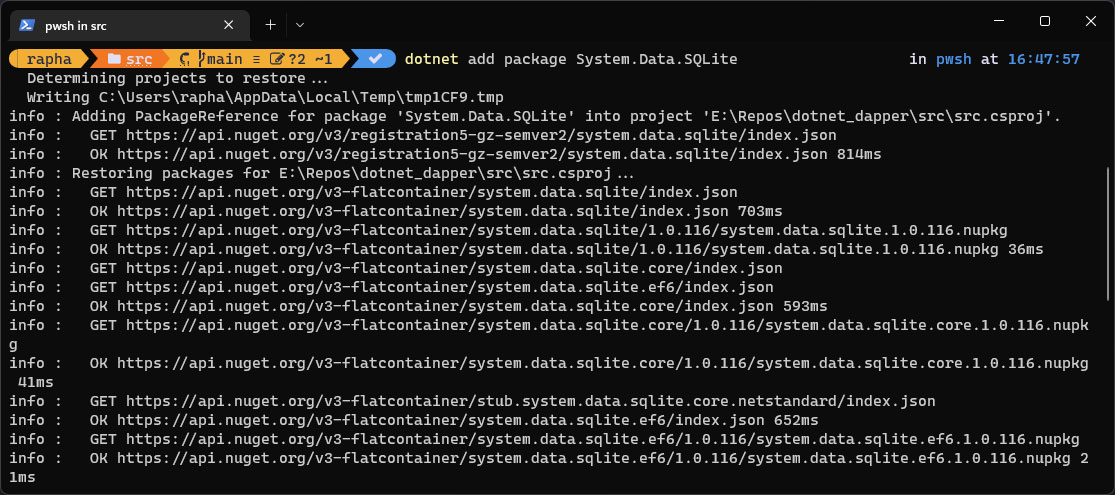 pwsh in src
rapha src main ≡ ?2 ~1 dotnet add package System.Data.SQLite in pwsh at 16:47:57
Determining projects to restore...
Writing C:\Users\rapha\AppData\Local\Temp\tmp1CF9.tmp
info : Adding PackageReference for package 'System.Data.SQLite' into project 'E:\Repos\dotnet_dapper\src\src.csproj'.
info :   GET https://api.nuget.org/v3/registration5-gz-semver2/system.data.sqlite/index.json
info :   OK https://api.nuget.org/v3/registration5-gz-semver2/system.data.sqlite/index.json 814ms
info : Restoring packages for E:\Repos\dotnet_dapper\src\src.csproj...
info :   GET https://api.nuget.org/v3-flatcontainer/system.data.sqlite/index.json
info :   OK https://api.nuget.org/v3-flatcontainer/system.data.sqlite/index.json 703ms
info :   GET https://api.nuget.org/v3-flatcontainer/system.data.sqlite/1.0.116/system.data.sqlite.1.0.116.nupkg
info :   OK https://api.nuget.org/v3-flatcontainer/system.data.sqlite/1.0.116/system.data.sqlite.1.0.116.nupkg 36ms
info :   GET https://api.nuget.org/v3-flatcontainer/system.data.sqlite.core/index.json
info :   GET https://api.nuget.org/v3-flatcontainer/system.data.sqlite.ef6/index.json
info :   OK https://api.nuget.org/v3-flatcontainer/system.data.sqlite.core/index.json 593ms
info :   GET https://api.nuget.org/v3-flatcontainer/system.data.sqlite.core/1.0.116/system.data.sqlite.core.1.0.116.nupk
g
info :   OK https://api.nuget.org/v3-flatcontainer/system.data.sqlite.core/1.0.116/system.data.sqlite.core.1.0.116.nupkg
41ms
info :   GET https://api.nuget.org/v3-flatcontainer/stub.system.data.sqlite.core.netstandard/index.json
info :   OK https://api.nuget.org/v3-flatcontainer/system.data.sqlite.ef6/index.json 652ms
info :   GET https://api.nuget.org/v3-flatcontainer/system.data.sqlite.ef6/1.0.116/system.data.sqlite.ef6.1.0.116.nupkg
info :   OK https://api.nuget.org/v3-flatcontainer/system.data.sqlite.ef6/1.0.116/system.data.sqlite.ef6.1.0.116.nupkg 2
1ms